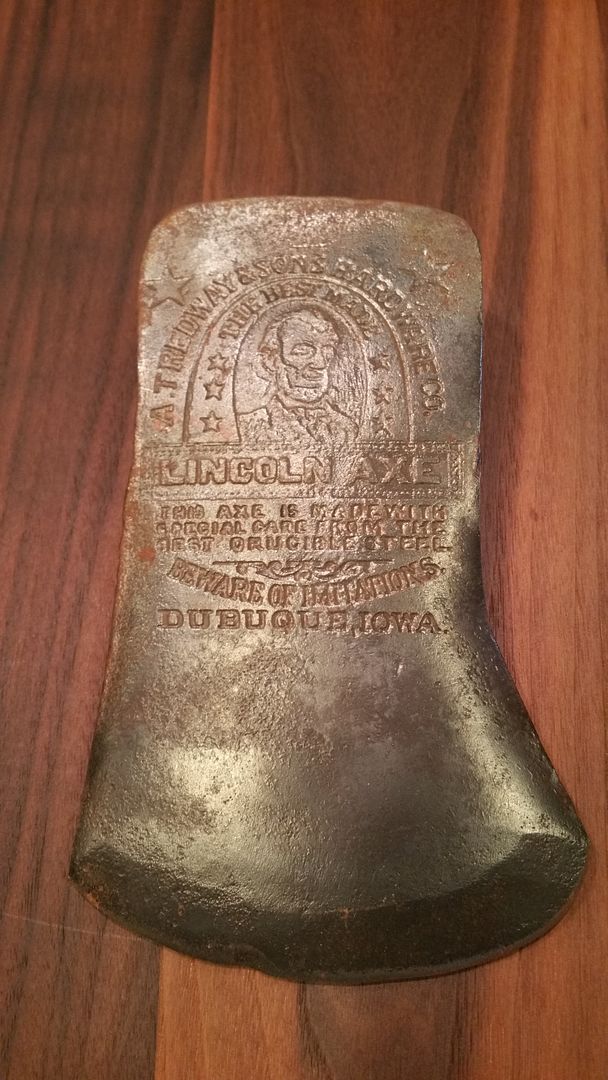 A.TREDWAY & SONS HARDWARE CO.
THE BEST MADE
LINCOLN AXE
THIS AXE IS MADE WITH
SPECIAL CARE FROM THE
BEST CRUCIBLE STEEL
BEWARE OF IMITATIONS.
DUBUQUE, IOWA.